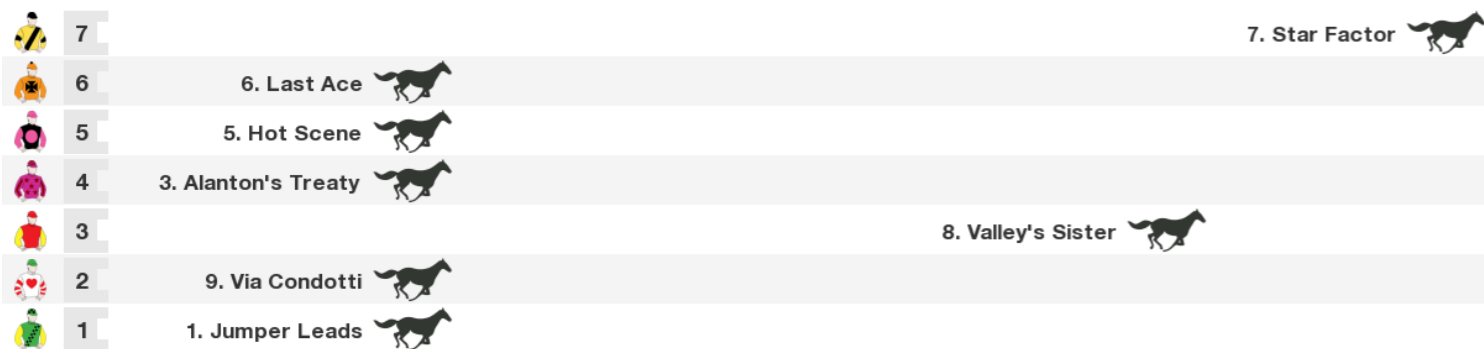 7 7. Star Factor
6 6. Last Ace
5 5. Hot Scene
4 3. Alanton's Treaty
3 8. Valley's Sister
2 9. Via Condotti
1 1. Jumper Leads